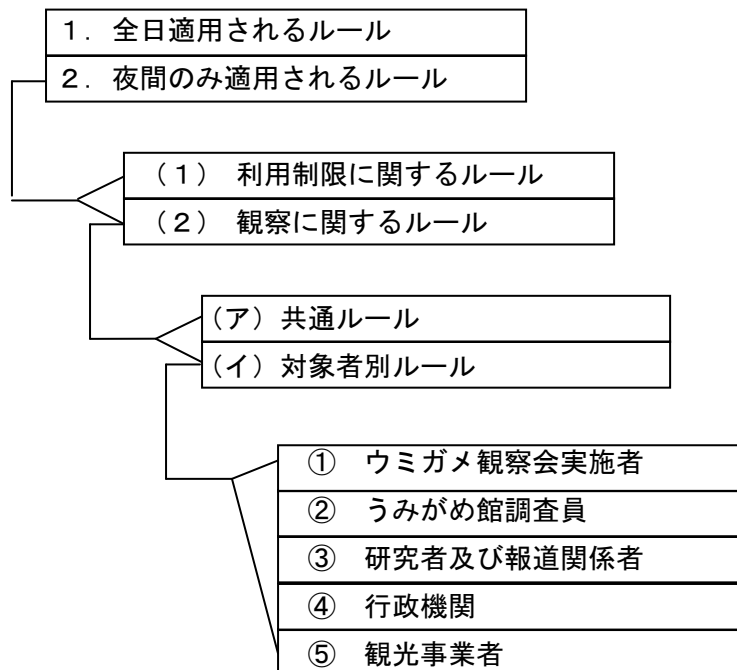 １．全日適用されるルール
２．夜間のみ適用されるルール
（１） 利用制限に関するルール
（２） 観察に関するルール
（ア）共通ルール
（イ）対象者別ルール
① ウミガメ観察会実施者
② うみがめ館調査員
③ 研究者及び報道関係者
④ 行政機関
⑤ 観光事業者